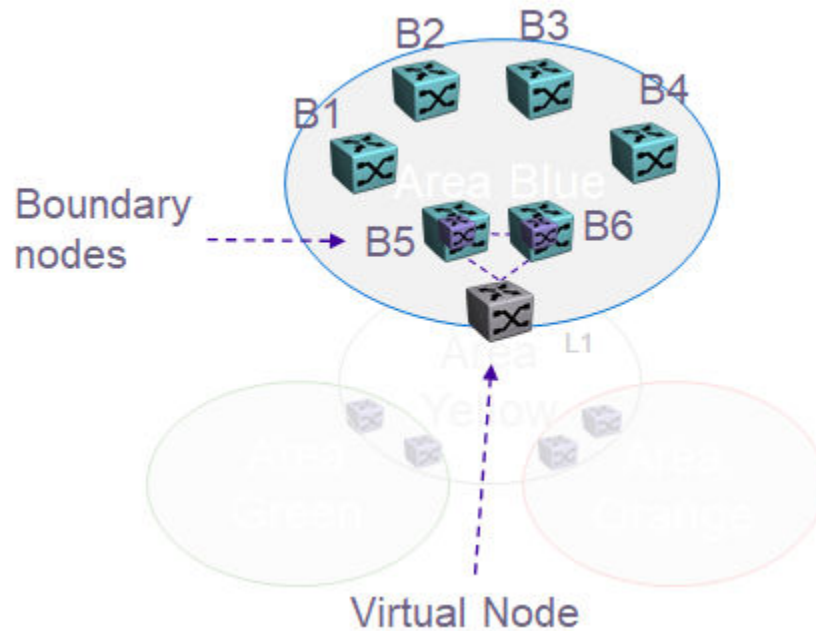 B3
B2
B4
B1
Area Blue
Boundary
nodes
B5
B6
L1
Area
Yellow
Area
Green
Area
Orange
Virtual Node